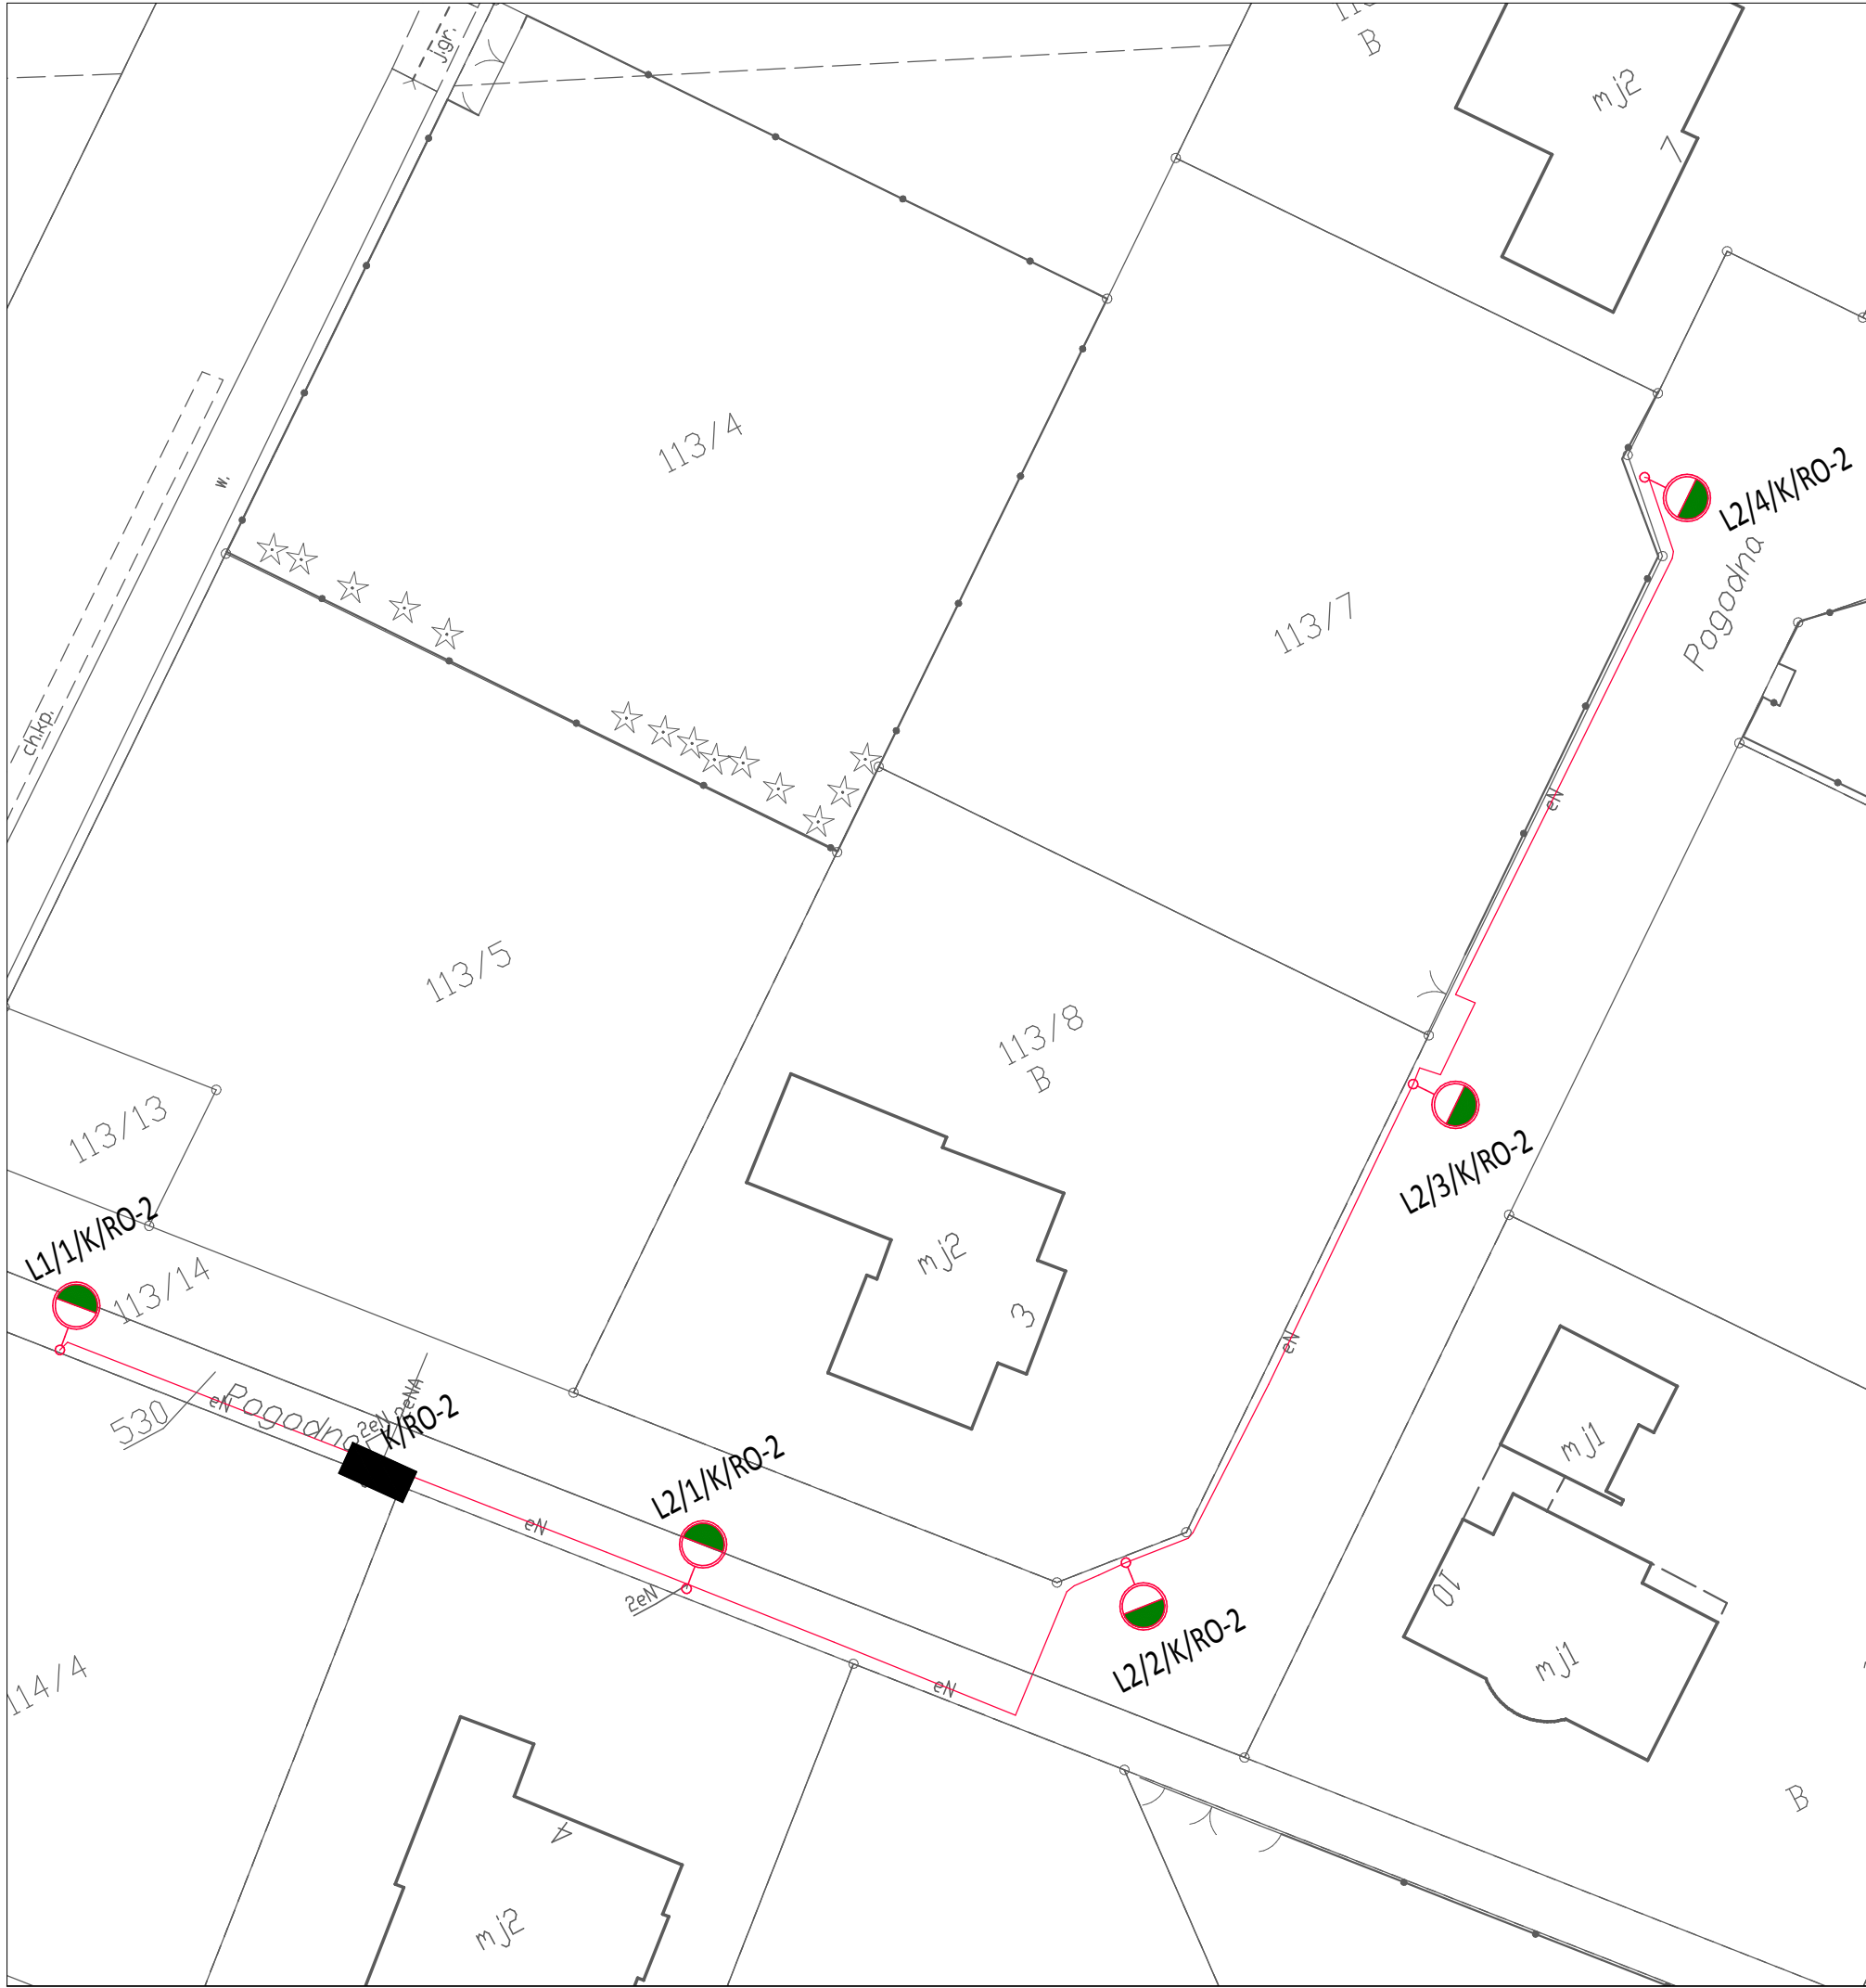 j.gr.
B
mj2
7
113/4
w.
L2/4/K/RO-2
Pogodna
113/7
ch.kp.
eN
113/5
113/8
B
113/13
L2/3/K/RO-2
L1/1/K/RO-2
113/14
mj2
3
eN
530
eN
Pogodna
2eN
K/RO-2
mj1
L2/1/K/RO-2
eN
2eN
10
L2/2/K/RO-2
mj1
114/4
eN
B
4
mj2